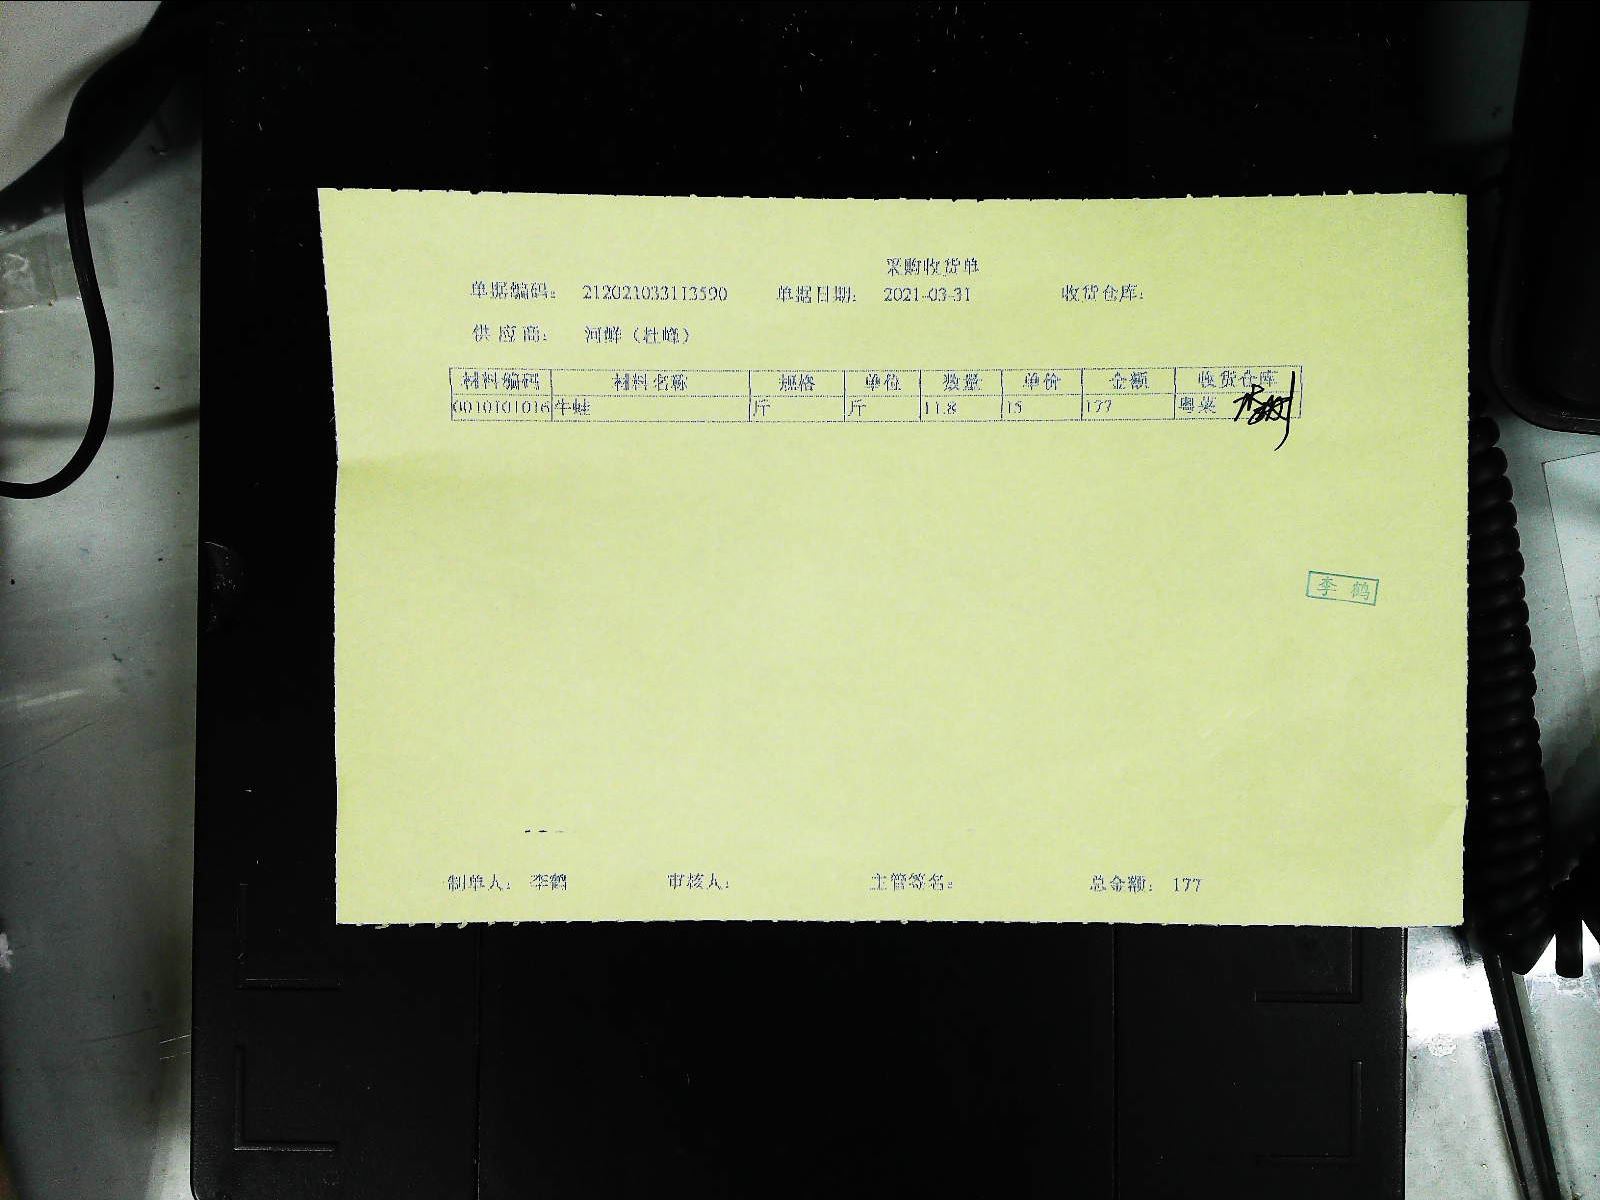 采购收货单
单据编码： 212021033113590 单据日期： 2021-03-31 收货仓库：
供应商： 河鲜（杜峰）
材料编码 材料名称 规格 单位 数量 单价 金额 收货仓库
0010101016 牛蛙 斤 斤 11.8 15 177 粤菜
李鹤
制单人： 李鹤 审核人： 主管签名： 总金额： 177